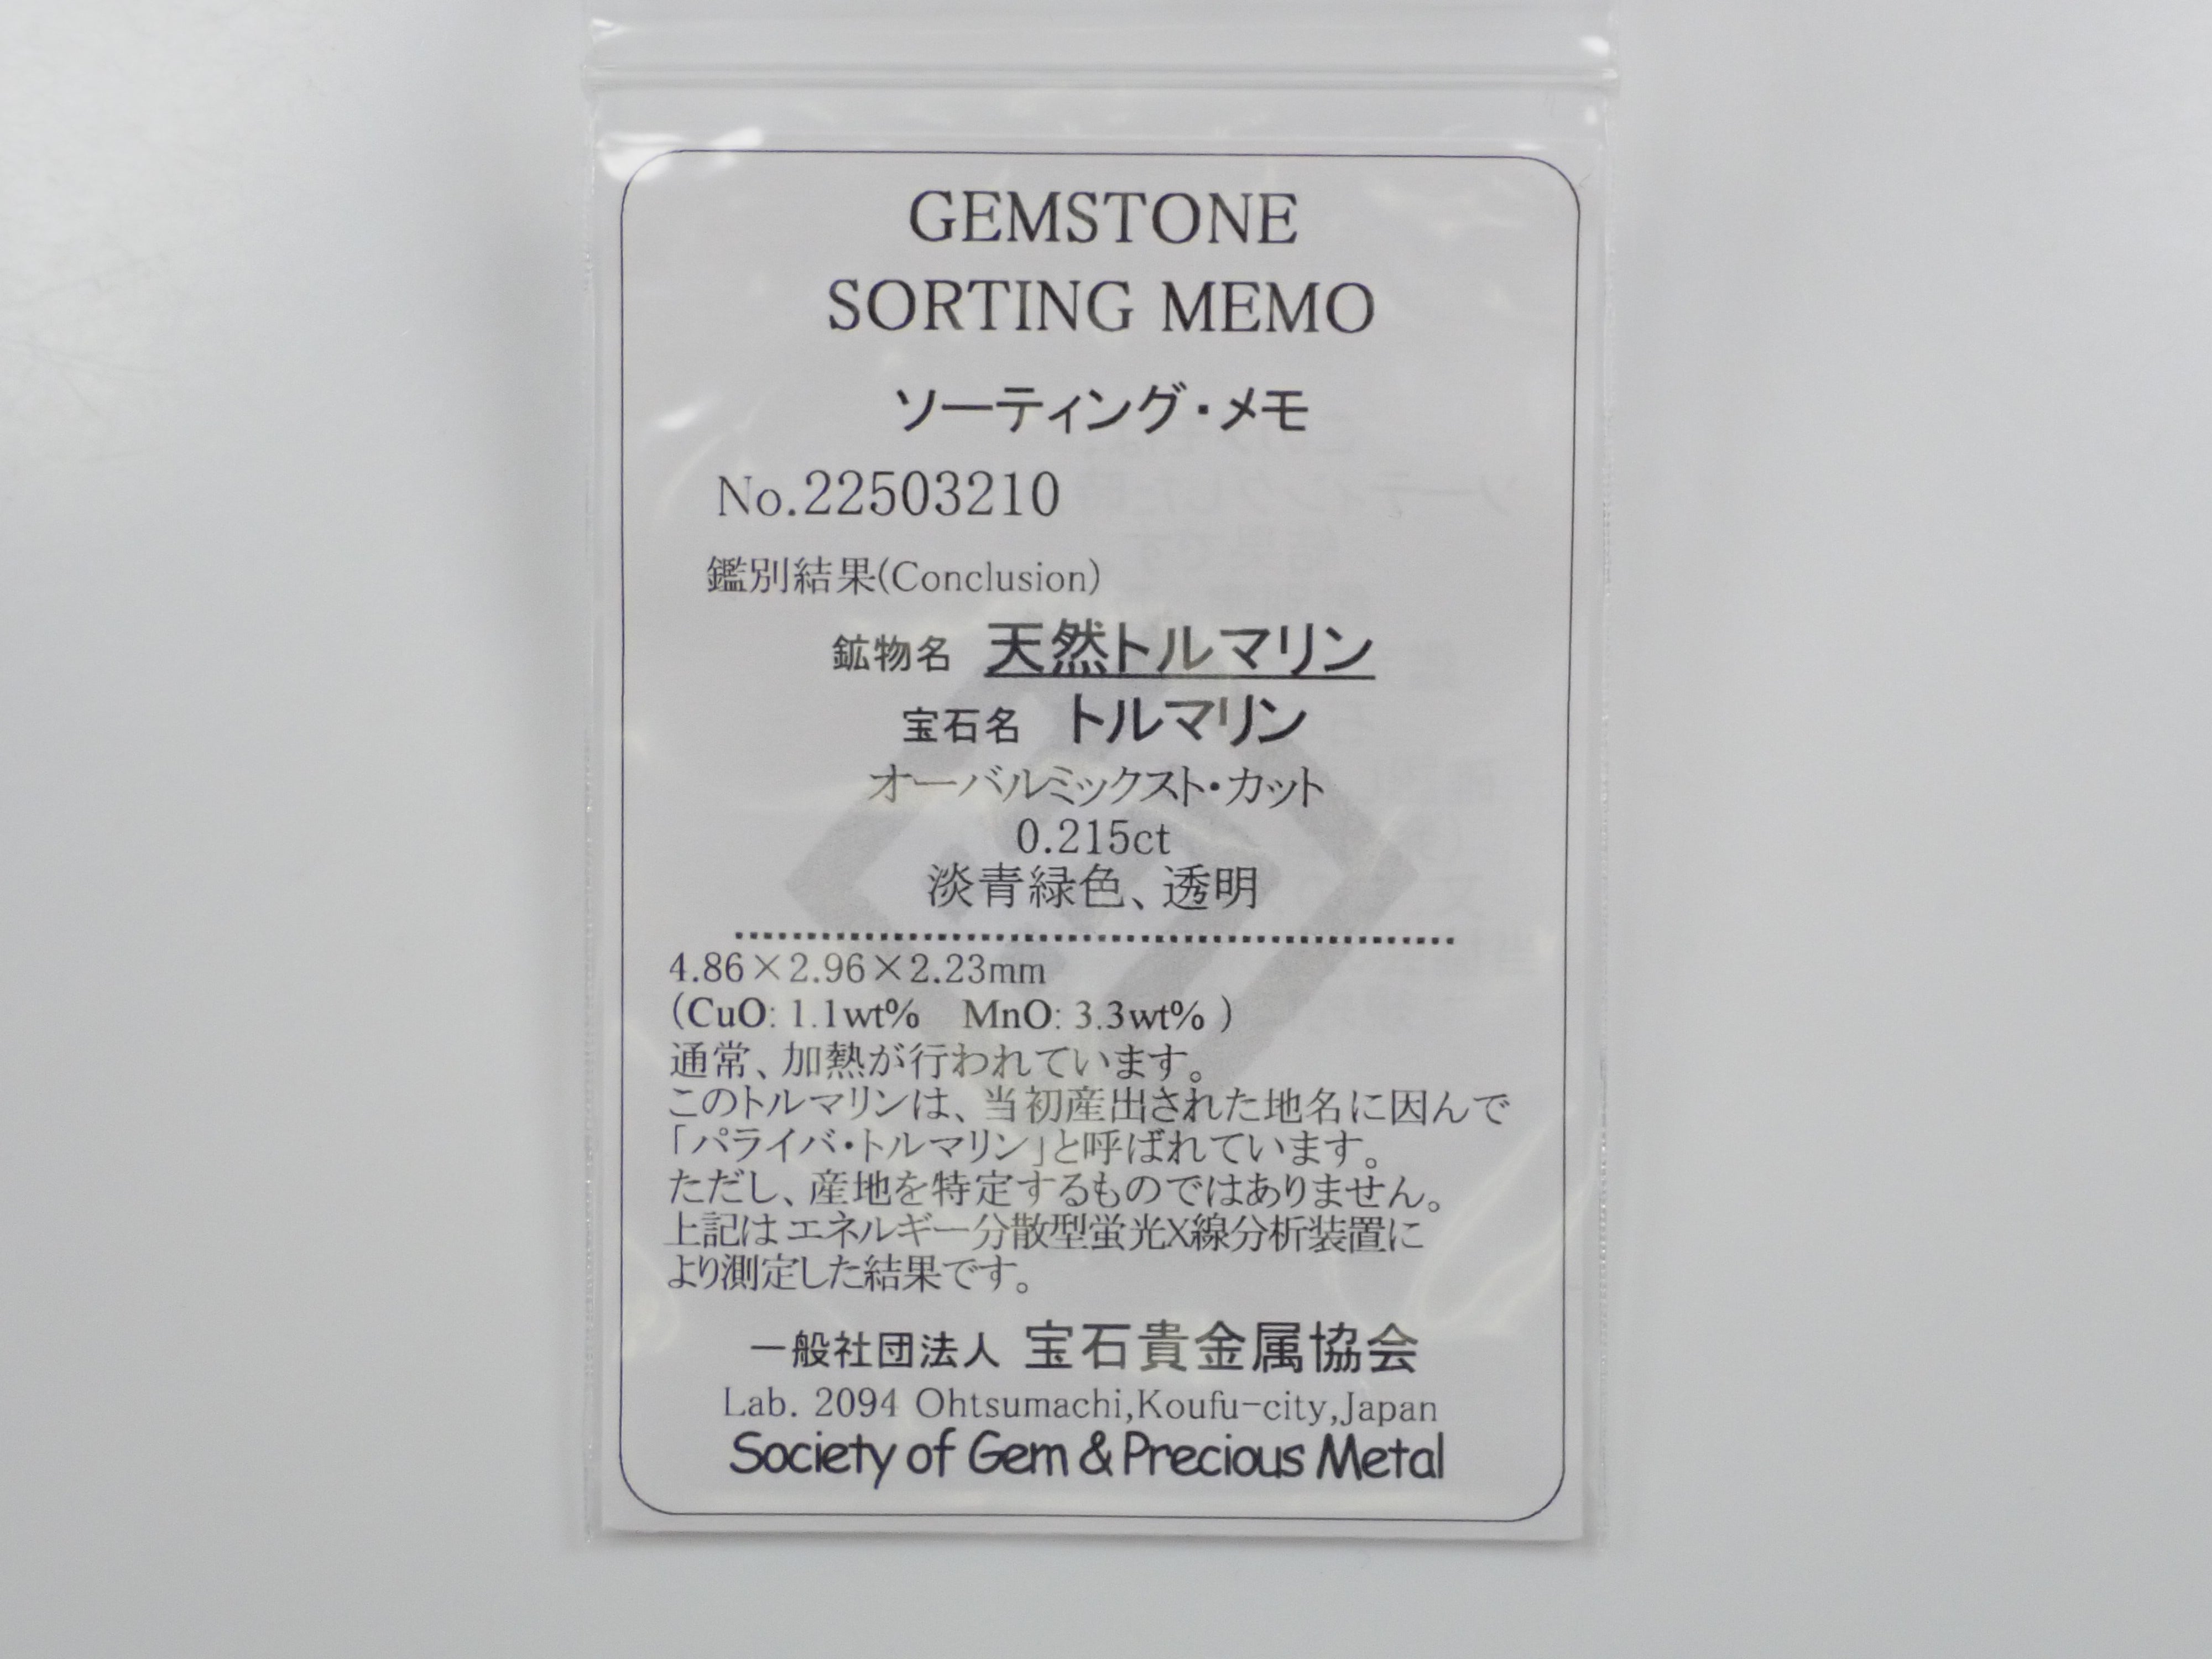 GEMSTONE
SORTING MEMO
ソーティング・メモ
No.22503210
鑑別結果(Conclusion)
鉱物名 天然トルマリン
宝石名 トルマリン
オーバルミックスト・カット
0.215ct
淡青緑色、透明
4.86×2.96×2.23mm
(CuO: 1.1wt% MnO: 3.3wt% )
通常、加熱が行われています。
このトルマリンは、当初産出された地名に因んで
「パライバ・トルマリン」と呼ばれています。
ただし、産地を特定するものではありません。
上記はエネルギー分散型蛍光X線分析装置に
より測定した結果です。
一般社団法人 宝石貴金属協会
Lab. 2094 Ohtsumachi,Koufu-city,Japan
Society of Gem & Precious Metal